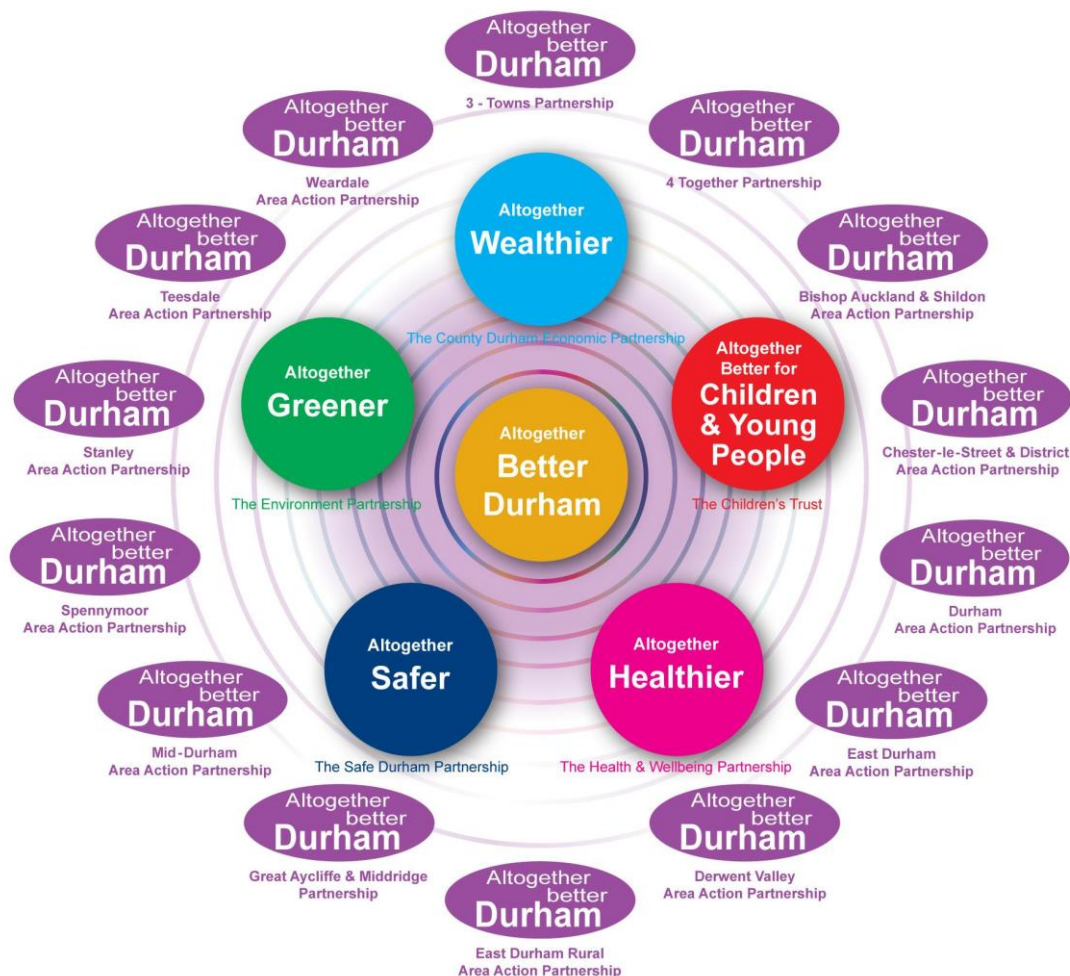 Altogether
better
Durham
3 - Towns Partnership
Altogether
better
Durham
4 Together Partnership
Altogether
better
Durham
Bishop Auckland & Shildon
Area Action Partnership
Altogether
better
Durham
Chester-le-Street & District
Area Action Partnership
Altogether
better
Durham
Durham
Area Action Partnership
Altogether
better
Durham
East Durham
Area Action Partnership
Altogether
better
Durham
Derwent Valley
Area Action Partnership
Altogether
better
Durham
East Durham Rural
Area Action Partnership
Altogether
better
Durham
Great Aycliffe & Middridge
Partnership
Altogether
better
Durham
Mid-Durham
Area Action Partnership
Altogether
better
Durham
Spennymoor
Area Action Partnership
Altogether
better
Durham
Stanley
Area Action Partnership
Altogether
better
Durham
Teesdale
Area Action Partnership
Altogether
better
Durham
Weardale
Area Action Partnership
Altogether
Wealthier
The County Durham Economic Partnership
Altogether
Better for
Children
& Young
People
The Children's Trust
Altogether
Healthier
The Health & Wellbeing Partnership
Altogether
Safer
The Safe Durham Partnership
Altogether
Greener
The Environment Partnership
Altogether
Better
Durham